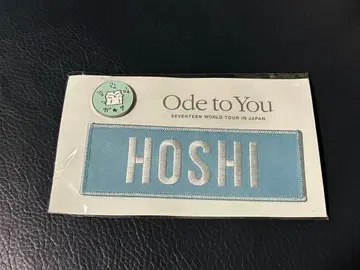 Ode to You
SEVENTEEN WORLD TOUR IN JAPAN
HOSHI